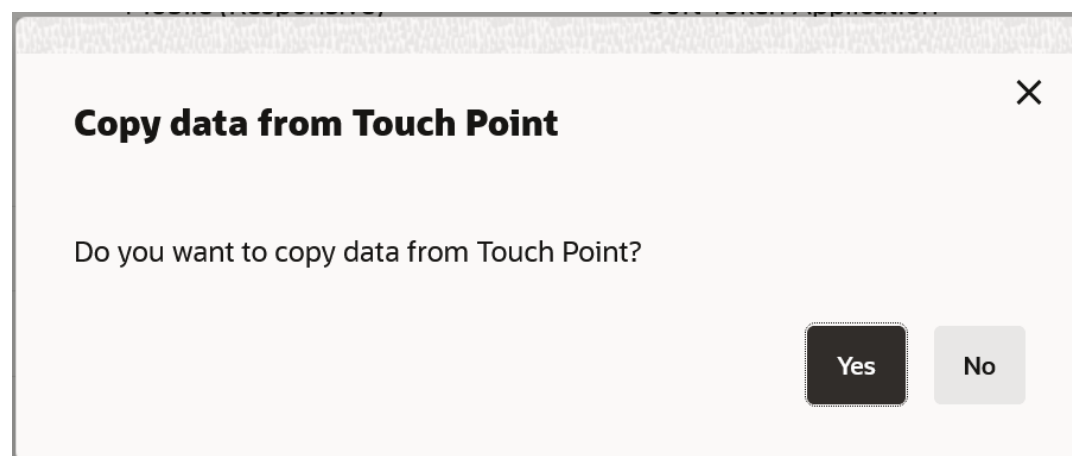 Copy data from Touch Point
Do you want to copy data from Touch Point?
Yes
No